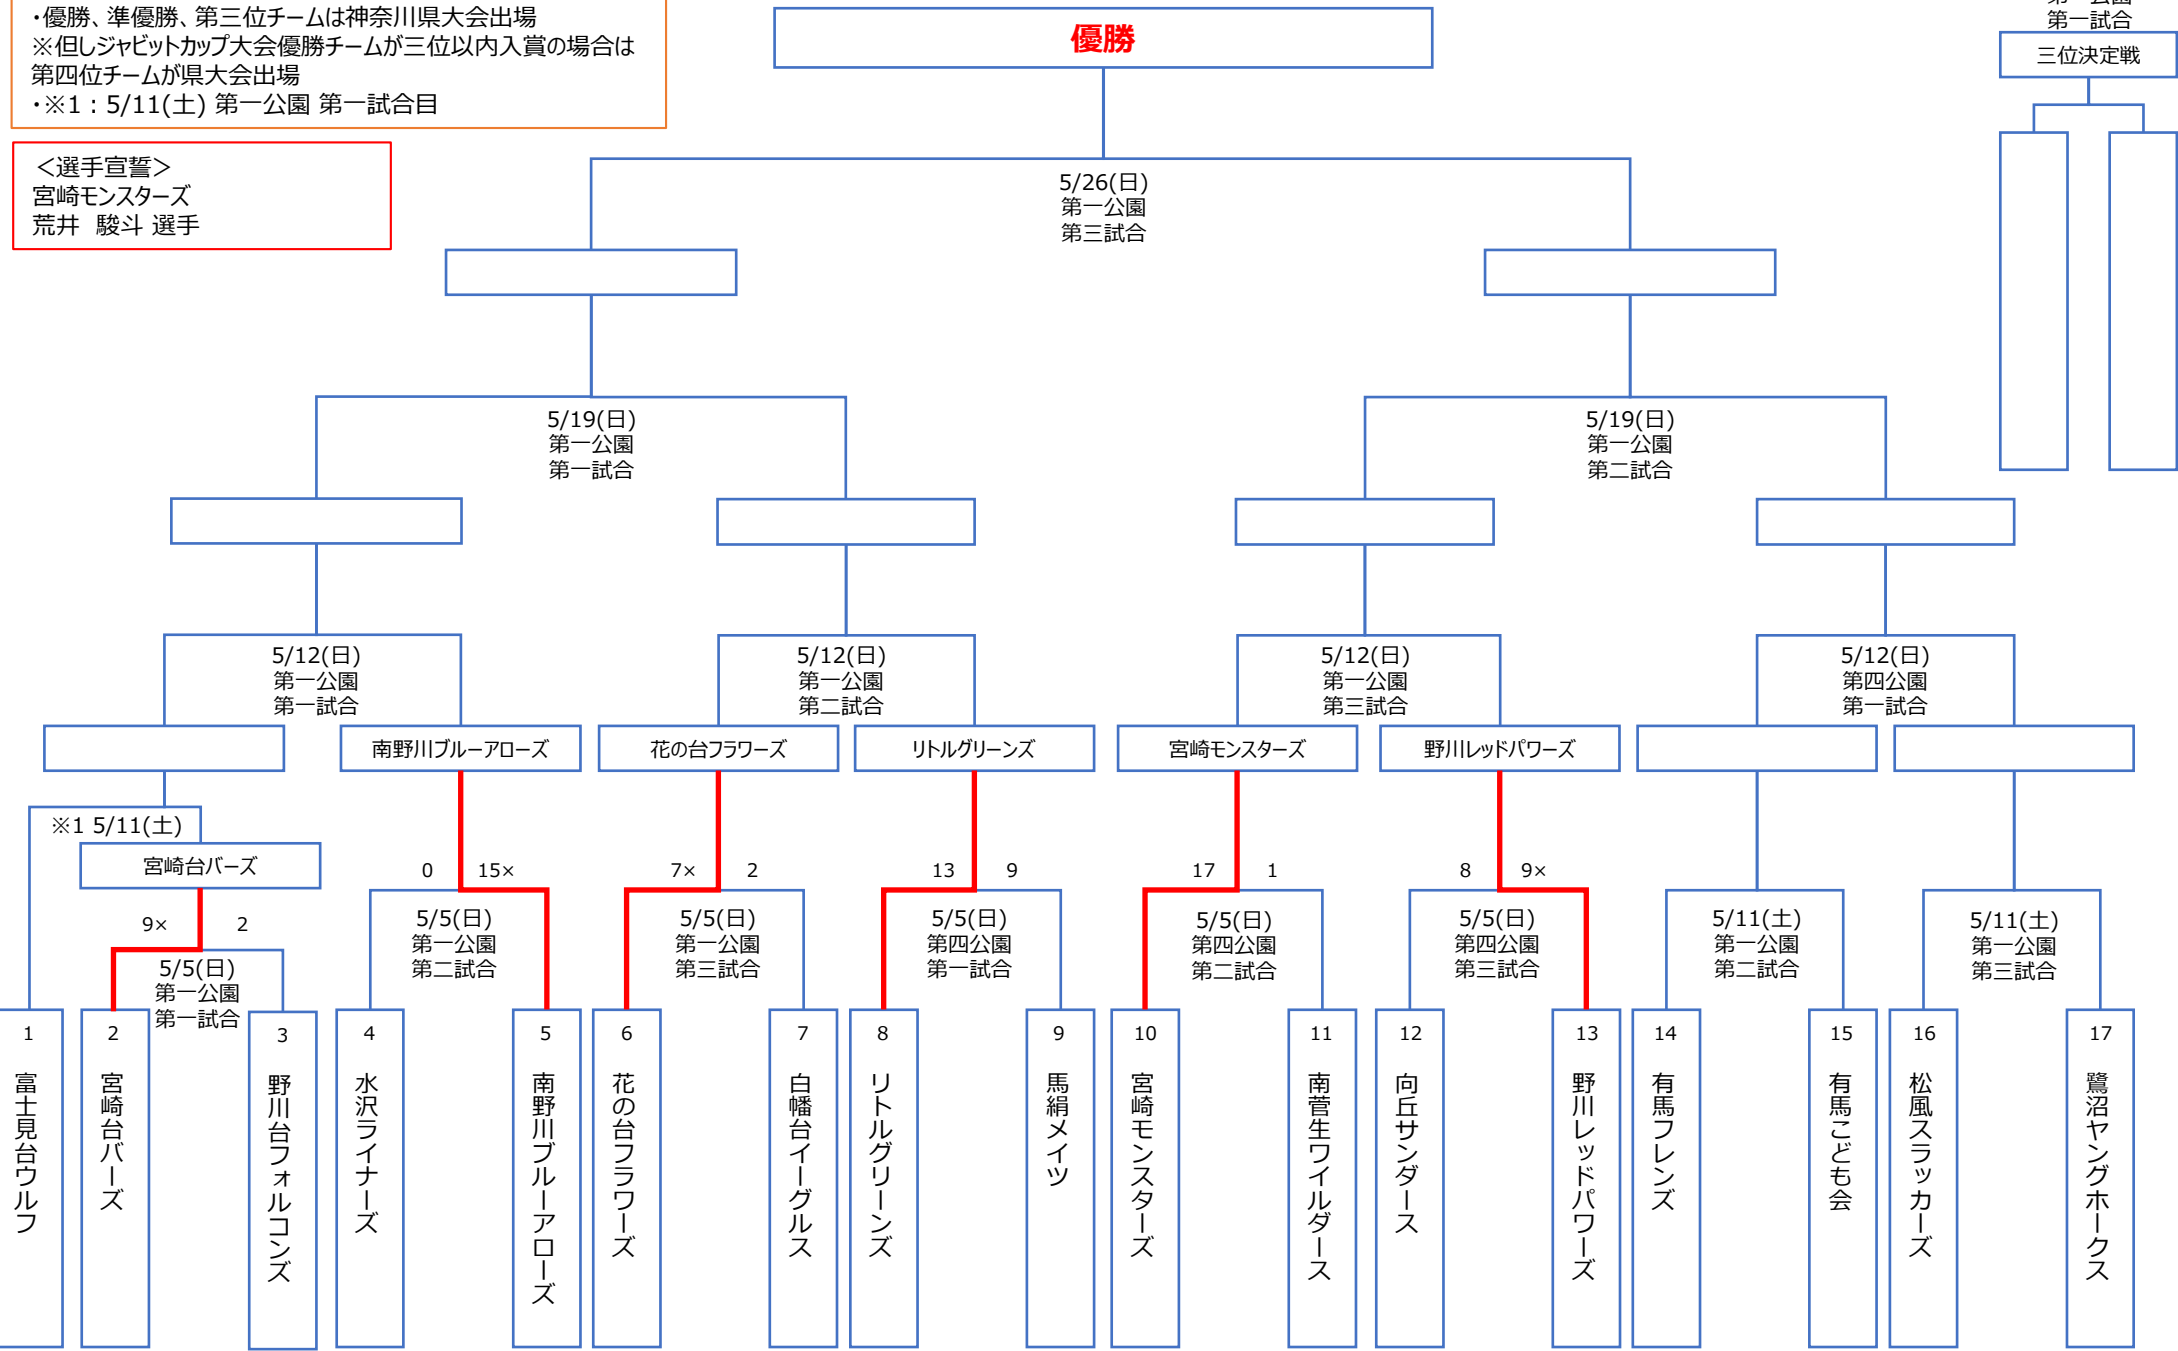 ・優勝、準優勝、第三位チームは神奈川県大会出場
※但しジャビットカップ大会優勝チームが三位以内入賞の場合は
第四位チームが県大会出場
・※1：5/11(土) 第一公園 第一試合目
優勝
第一試合
三位決定戦
＜選手宣誓＞
宮崎モンスターズ
荒井　駿斗 選手
5/26(日)
第一公園
第三試合
5/19(日)
第一公園
第一試合
5/19(日)
第一公園
第二試合
5/12(日)
第一公園
第一試合
5/12(日)
第一公園
第二試合
5/12(日)
第一公園
第三試合
5/12(日)
第四公園
第一試合
南野川ブルーアローズ
花の台フラワーズ
リトルグリーンズ
宮崎モンスターズ
野川レッドパワーズ
※1 5/11(土)
宮崎台バーズ
9× 2
5/5(日)
第一公園
第一試合
0 15×
5/5(日)
第一公園
第二試合
7× 2
5/5(日)
第一公園
第三試合
13 9
5/5(日)
第四公園
第一試合
17 1
5/5(日)
第四公園
第二試合
8 9×
5/5(日)
第四公園
第三試合
5/11(土)
第一公園
第二試合
5/11(土)
第一公園
第三試合
1 富士見台ウルフ
2 宮崎台バーズ
3 野川台フォルコンズ
4 水沢ライナーズ
5 南野川ブルーアローズ
6 花の台フラワーズ
7 白幡台イーグルス
8 リトルグリーンズ
9 馬絹メイツ
10 宮崎モンスターズ
11 南菅生ワイルダース
12 向丘サンダース
13 野川レッドパワーズ
14 有馬フレンズ
15 有馬こども会
16 松風スラッカーズ
17 鷺沼ヤングホークス